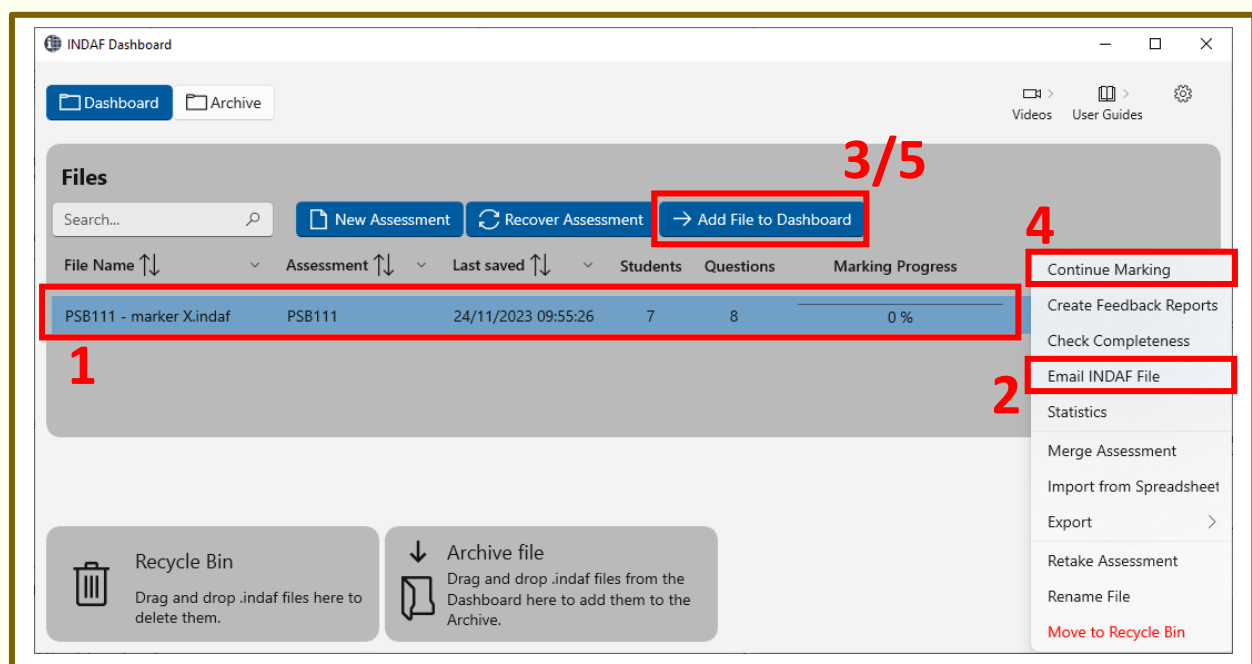 INDAF Dashboard
Dashboard
Archive
Videos
User Guides
3/5
Files
Search...
New Assessment
Recover Assessment
Add File to Dashboard
4
File Name
Assessment
Last saved
Students
Questions
Marking Progress
PSB111 - marker X.indaf
PSB111
24/11/2023 09:55:26
7
8
0 %
1
2
Continue Marking
Create Feedback Reports
Check Completeness
Email INDAF File
Statistics
Merge Assessment
Import from Spreadsheet
Export
Retake Assessment
Rename File
Move to Recycle Bin
Recycle Bin
Drag and drop .indaf files here to
delete them.
Archive file
Drag and drop .indaf files from the
Dashboard here to add them to the
Archive.